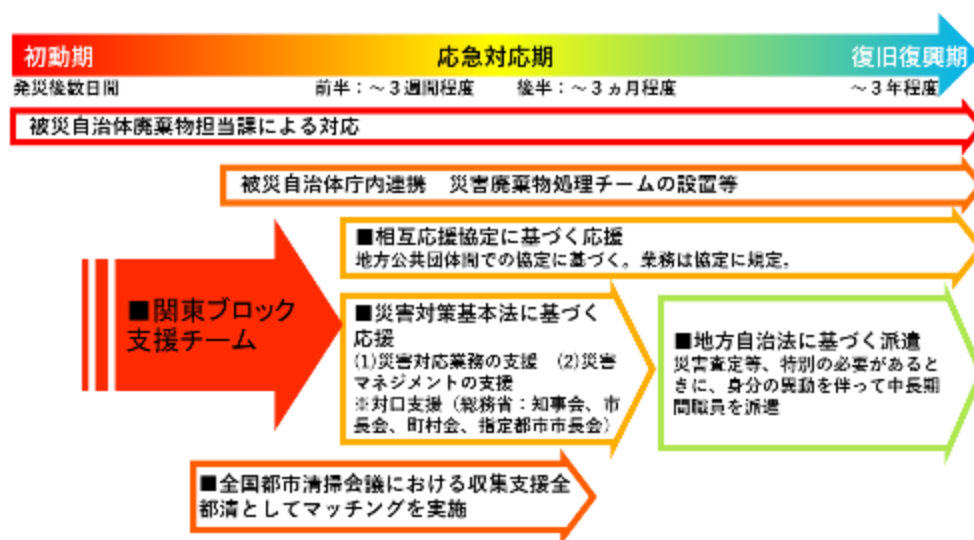 初動期
応急対応期
復旧復興期
発災後数日間
前半：～３週間程度
後半：～３ヵ月程度
～３年程度
被災自治体廃棄物担当課による対応
被災自治体庁内連携　災害廃棄物処理チームの設置等
■相互応援協定に基づく応援
地方公共団体間での協定に基づく。業務は協定に規定。
■関東ブロック
支援チーム
■災害対策基本法に基づく
応援
(1)災害対応業務の支援　(2)災害
マネジメントの支援
※対口支援（総務省：知事会、市
長会、町村会、指定都市市長会）
■地方自治法に基づく派遣
災害査定等、特別の必要があると
きに、身分の異動を伴って中長期
間職員を派遣
■全国都市清掃会議における収集支援全
都清としてマッチングを実施